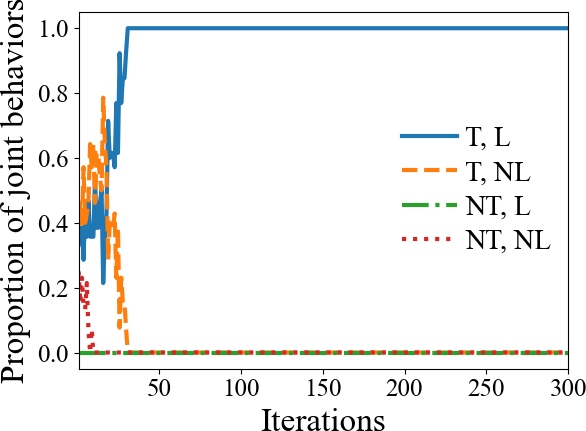 Proportion of joint behaviors
1.0
0.8
0.6
0.4
0.2
0.0
T, L
T, NL
NT, L
NT, NL
50 100 150 200 250 300
Iterations